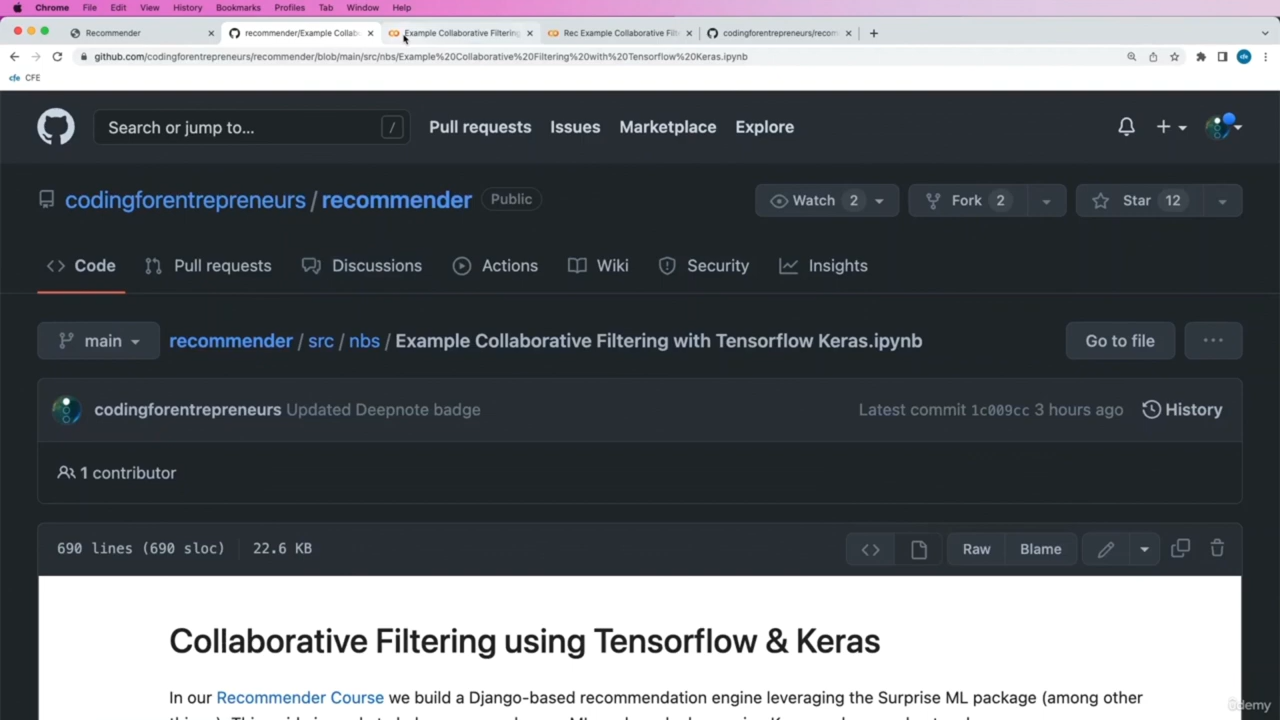 Chrome File Edit View History Bookmarks Profiles Tab Window Help
Recommender recommender/Example Collab Example Collaborative Filtering Rec Example Collaborative Filt codingforentrepreneurs/recom
github.com/codingforentrepreneurs/recommender/blob/main/src/nbs/Example%20Collaborative%20Filtering%20with%20Tensorflow%20Keras.ipynb
cfe CFE
Search or jump to... / Pull requests Issues Marketplace Explore
codingforentrepreneurs / recommender Public Watch 2 Fork 2 Star 12
Code Pull requests Discussions Actions Wiki Security Insights
main recommender / src / nbs / Example Collaborative Filtering with Tensorflow Keras.ipynb Go to file ...
codingforentrepreneurs Updated Deepnote badge Latest commit 1c009cc 3 hours ago History
1 contributor
690 lines (690 sloc) 22.6 KB Raw Blame
Collaborative Filtering using Tensorflow & Keras
In our Recommender Course we build a Django-based recommendation engine leveraging the Surprise ML package (among other
ûdemy